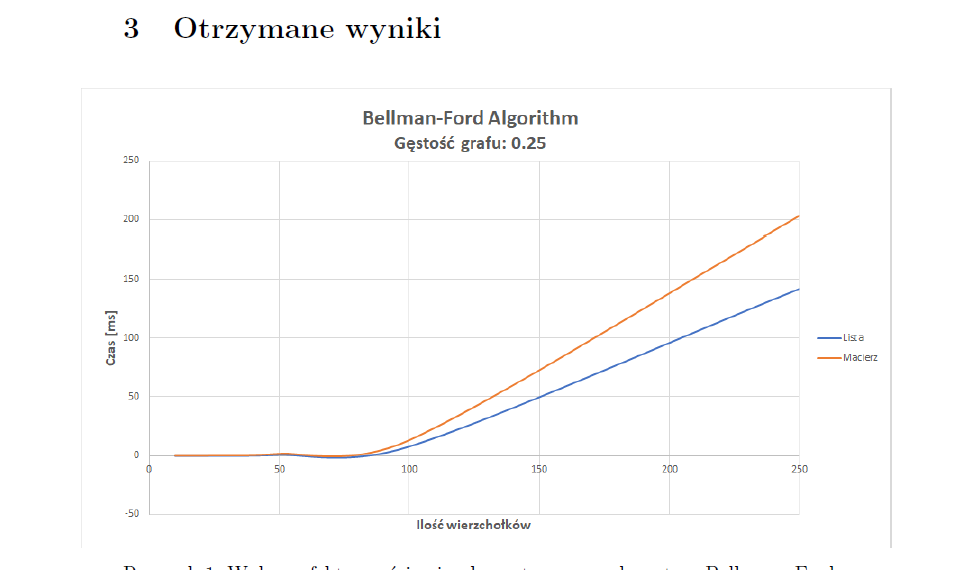 3 Otrzymane wyniki
Bellman-Ford Algorithm
Gęstość grafu: 0.25
250
200
150
100
50
0
-50
Czas [ms]
0 50 100 150 200 250
Ilość wierzchołków
Lista
Macierz